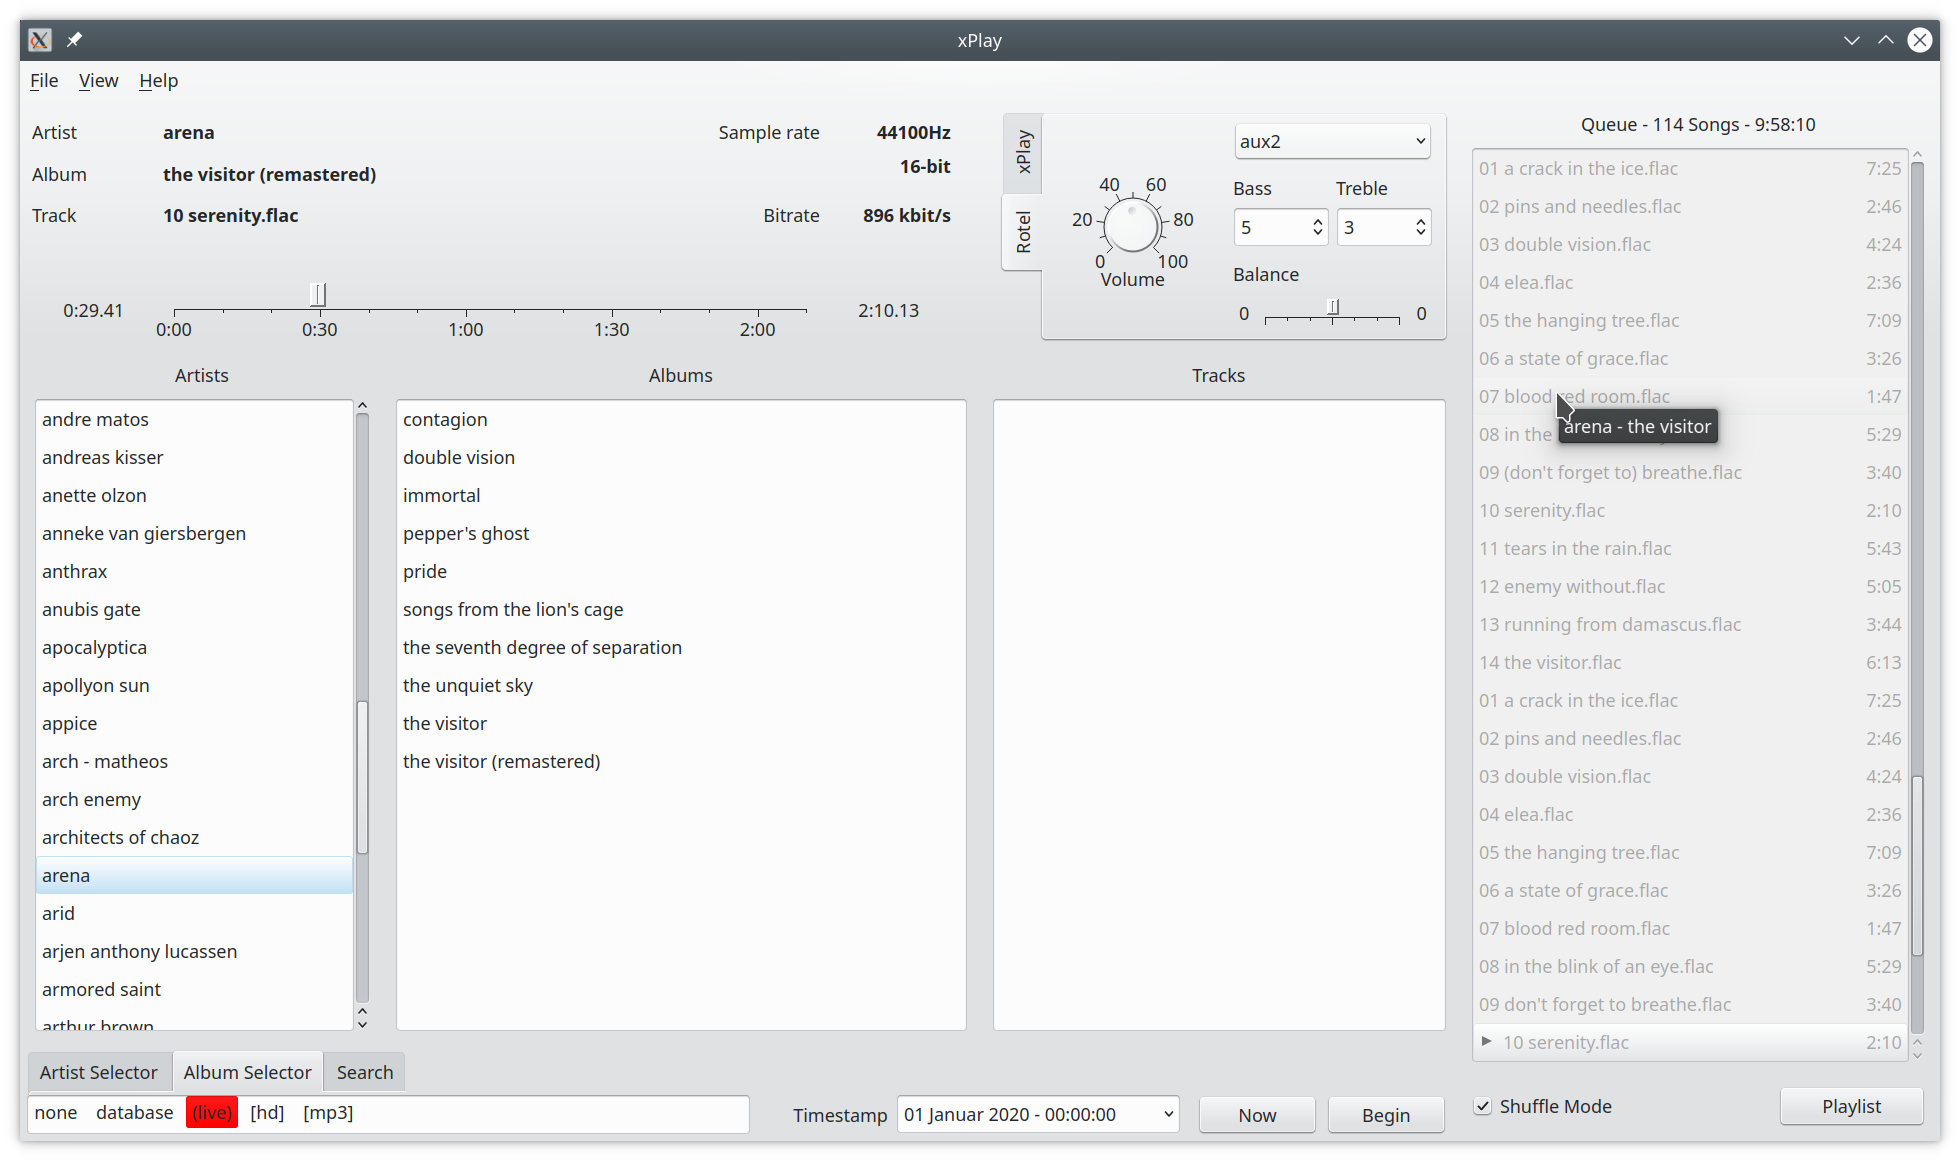 xPlay
File View Help
Artist arena
Album the visitor (remastered)
Track 10 serenity.flac
Sample rate 44100Hz
16-bit
Bitrate 896 kbit/s
0:29.41 2:10.13
0:00 0:30 1:00 1:30 2:00
xPlay
Rotel
aux2
40 60
20 80
0 100
Volume
Bass Treble
5 3
Balance
0 0
Artists
andre matos
andreas kisser
anette olzon
anneke van giersbergen
anthrax
anubis gate
apocalyptica
apollyon sun
appice
arch - matheos
arch enemy
architects of chaoz
arena
arid
arjen anthony lucassen
armored saint
arthur brown
Albums
contagion
double vision
immortal
pepper's ghost
pride
songs from the lion's cage
the seventh degree of separation
the unquiet sky
the visitor
the visitor (remastered)
Tracks
Queue - 114 Songs - 9:58:10
01 a crack in the ice.flac 7:25
02 pins and needles.flac 2:46
03 double vision.flac 4:24
04 elea.flac 2:36
05 the hanging tree.flac 7:09
06 a state of grace.flac 3:26
07 blood red room.flac 1:47
arena - the visitor
08 in the 5:29
09 (don't forget to) breathe.flac 3:40
10 serenity.flac 2:10
11 tears in the rain.flac 5:43
12 enemy without.flac 5:05
13 running from damascus.flac 3:44
14 the visitor.flac 6:13
01 a crack in the ice.flac 7:25
02 pins and needles.flac 2:46
03 double vision.flac 4:24
04 elea.flac 2:36
05 the hanging tree.flac 7:09
06 a state of grace.flac 3:26
07 blood red room.flac 1:47
08 in the blink of an eye.flac 5:29
09 don't forget to breathe.flac 3:40
10 serenity.flac 2:10
Artist Selector Album Selector Search
none database (live) [hd] [mp3]
Timestamp 01 Januar 2020 - 00:00:00 Now Begin
Shuffle Mode Playlist